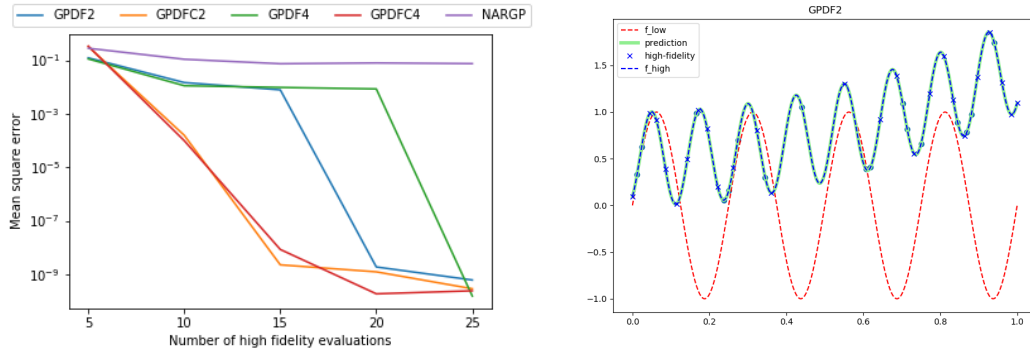 GPDF2 GPDFC2 GPDF4 GPDFC4 NARGP
Mean square error
10^-1
10^-3
10^-5
10^-7
10^-9
5 10 15 20 25
Number of high fidelity evaluations
GPDF2
f_low
prediction
high-fidelity
f_high
1.5
1.0
0.5
0.0
−0.5
−1.0
0.0 0.2 0.4 0.6 0.8 1.0